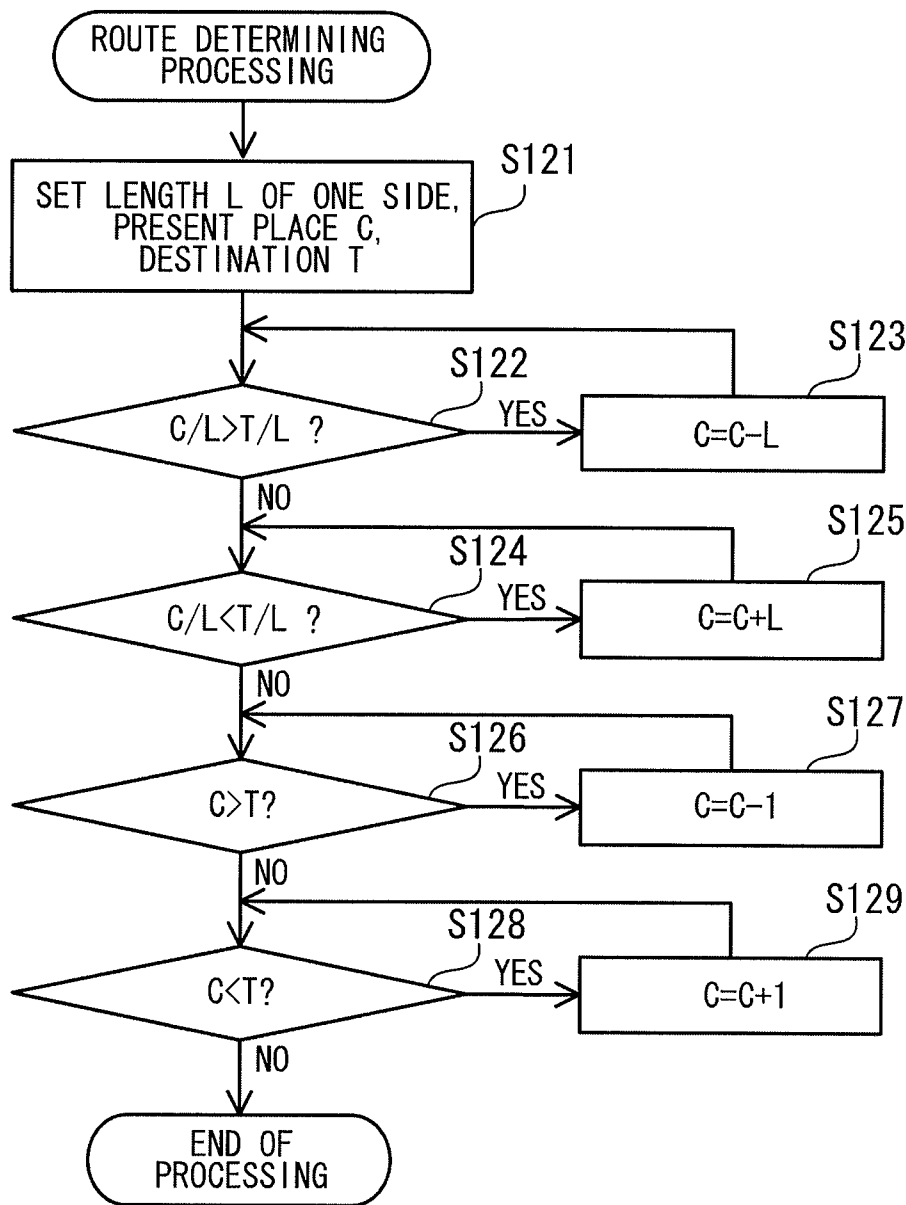 ROUTE DETERMINING
PROCESSING
S121
SET LENGTH L OF ONE SIDE,
PRESENT PLACE C,
DESTINATION T
S122
C/L>T/L ?
YES
S123
C=C-L
NO
S124
C/L<T/L ?
YES
S125
C=C+L
NO
S126
C>T?
YES
S127
C=C-1
NO
S128
C<T?
YES
S129
C=C+1
NO
END OF
PROCESSING